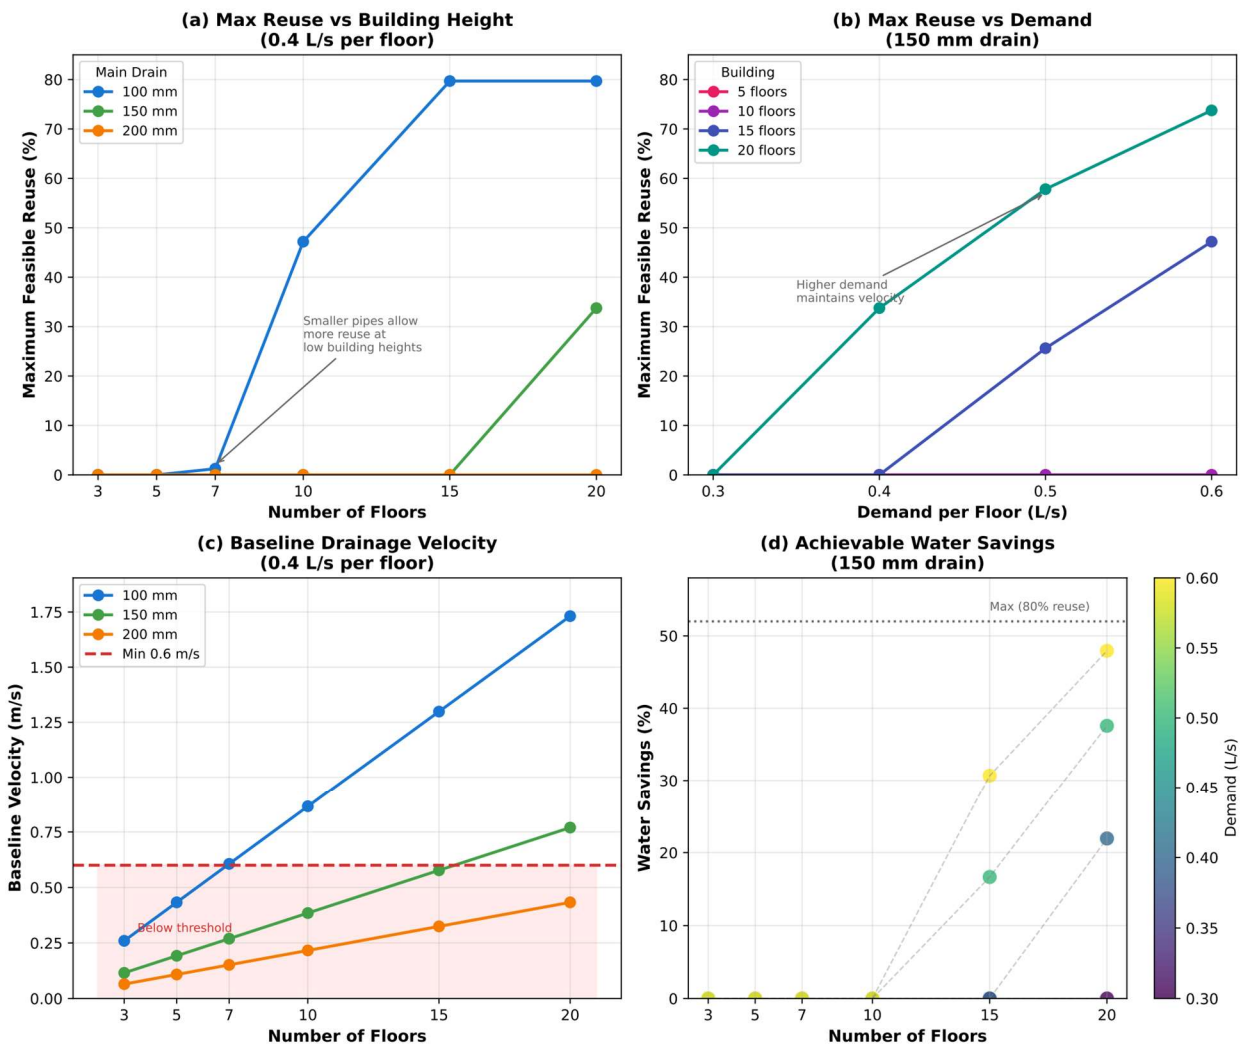 (a) Max Reuse vs Building Height
(0.4 L/s per floor)
Maximum Feasible Reuse (%)
80
70
60
50
40
30
20
10
0
Main Drain
100 mm
150 mm
200 mm
Smaller pipes allow
more reuse at
low building heights
3 5 7 10 15 20
Number of Floors
(b) Max Reuse vs Demand
(150 mm drain)
Maximum Feasible Reuse (%)
80
70
60
50
40
30
20
10
0
Building
5 floors
10 floors
15 floors
20 floors
Higher demand
maintains velocity
0.3 0.4 0.5 0.6
Demand per Floor (L/s)
(c) Baseline Drainage Velocity
(0.4 L/s per floor)
Baseline Velocity (m/s)
1.75
1.50
1.25
1.00
0.75
0.50
0.25
0.00
100 mm
150 mm
200 mm
Min 0.6 m/s
Below threshold
3 5 7 10 15 20
Number of Floors
(d) Achievable Water Savings
(150 mm drain)
Water Savings (%)
50
40
30
20
10
0
Max (80% reuse)
3 5 7 10 15 20
Number of Floors
0.60
0.55
0.50
0.45
0.40
0.35
0.30
Demand (L/s)